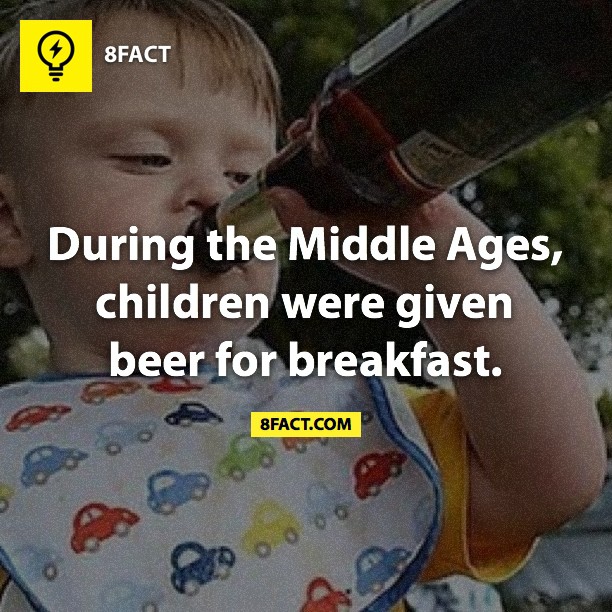 8FACT
During the Middle Ages,
children were given
beer for breakfast.
8FACT.COM